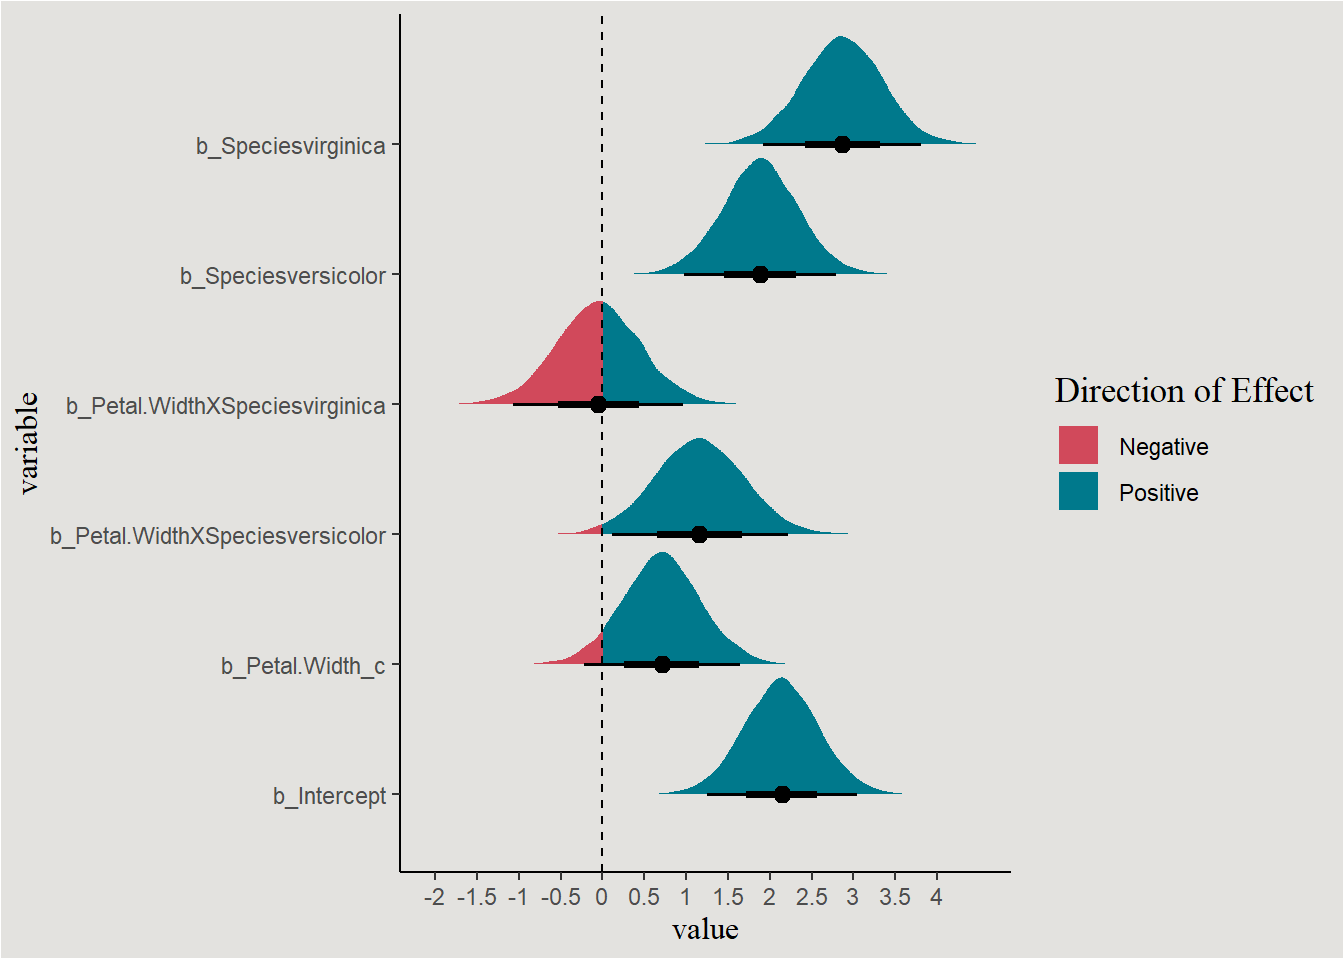 b_Speciesvirginica
b_Speciesversicolor
b_Petal.WidthXSpeciesvirginica
b_Petal.WidthXSpeciesversicolor
b_Petal.Width_c
b_Intercept
variable
-2 -1.5 -1 -0.5 0 0.5 1 1.5 2 2.5 3 3.5 4
value
Direction of Effect
Negative
Positive